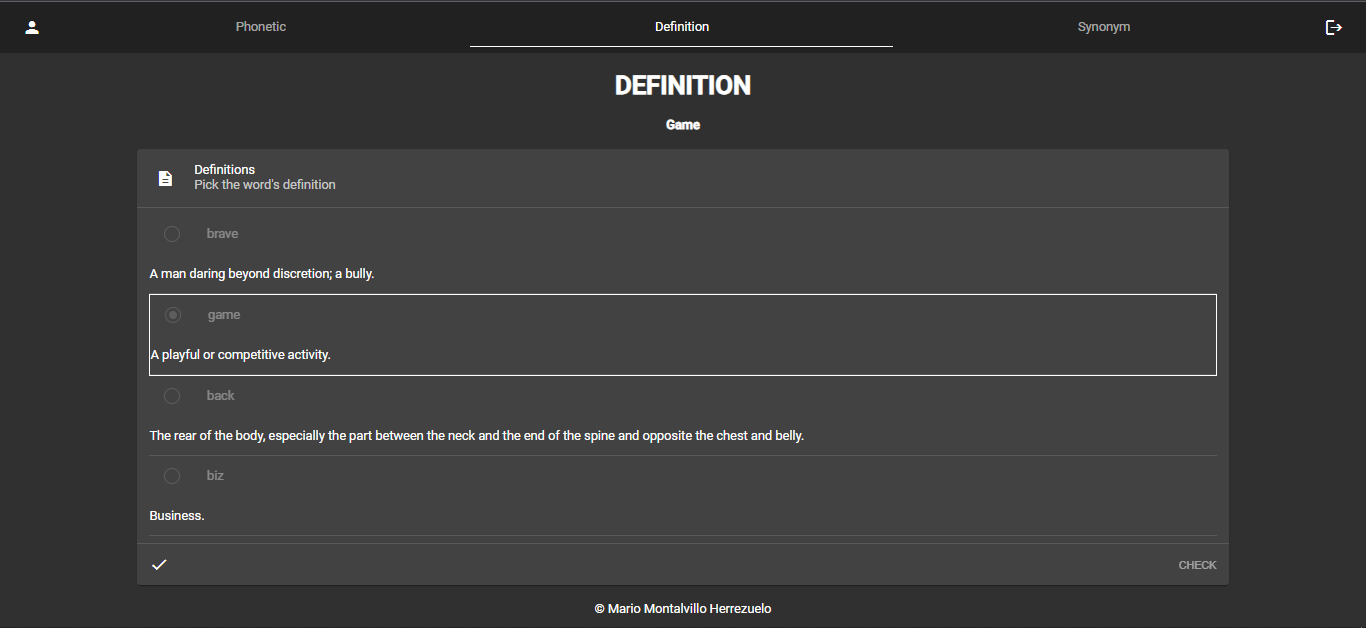 Phonetic
Definition
Synonym
DEFINITION
Game
Definitions
Pick the word's definition
brave
A man daring beyond discretion; a bully.
game
A playful or competitive activity.
back
The rear of the body, especially the part between the neck and the end of the spine and opposite the chest and belly.
biz
Business.
CHECK
© Mario Montalvillo Herrezuelo